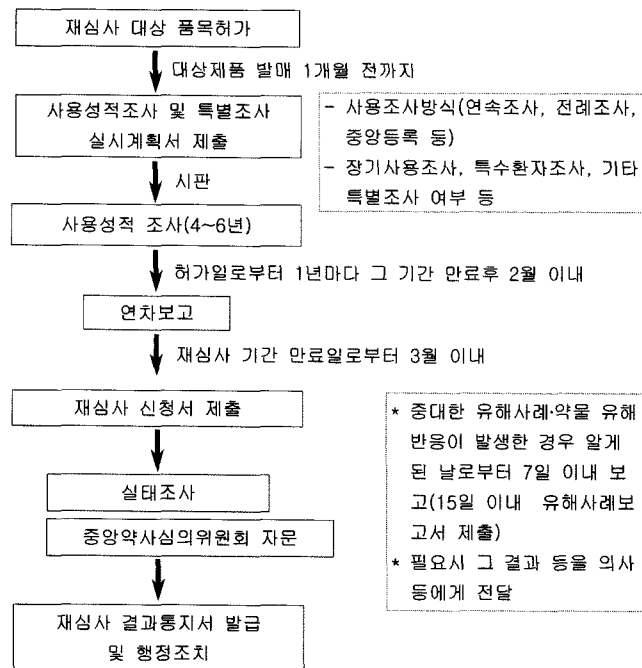 재심사 대상 품목허가
대상제품 발매 1개월 전까지
사용성적조사 및 특별조사
실시계획서 제출
- 사용조사방식(연속조사, 전례조사,
중앙등록 등)
- 장기사용조사, 특수환자조사, 기타
특별조사 여부 등
시판
사용성적 조사(4~6년)
허가일로부터 1년마다 그 기간 만료후 2월 이내
연차보고
재심사 기간 만료일로부터 3월 이내
재심사 신청서 제출
실태조사
중앙약사심의위원회 자문
재심사 결과통지서 발급
및 행정조치
* 중대한 유해사례·약물 유해
반응이 발생한 경우 알게
된 날로부터 7일 이내 보
고(15일 이내 유해사례보
고서 제출)
* 필요시 그 결과 등을 의사
등에게 전달